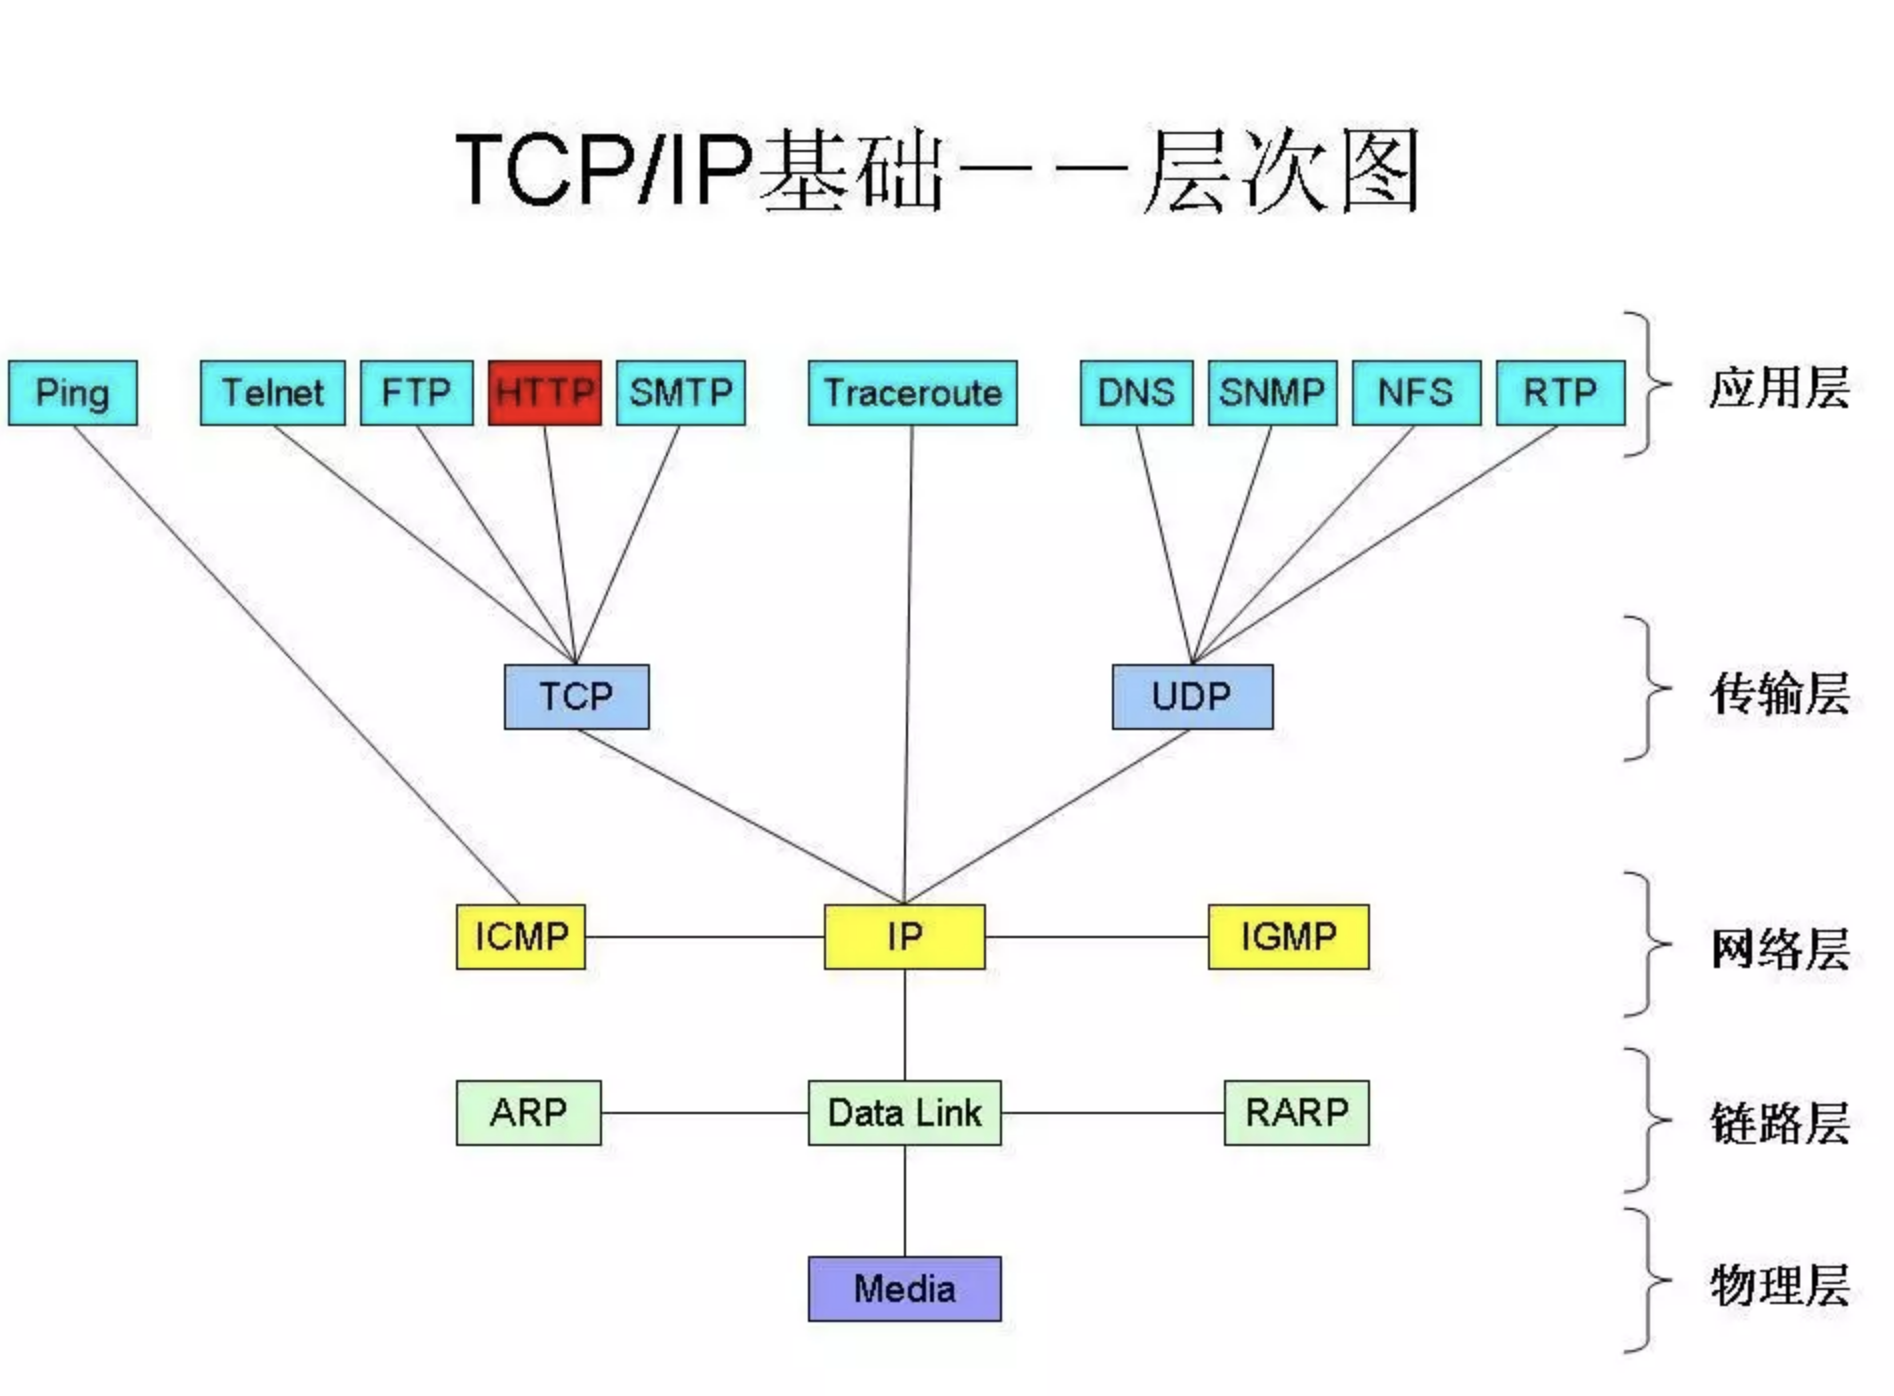 TCP/IP基础－－层次图
Ping Telnet FTP HTTP SMTP Traceroute DNS SNMP NFS RTP 应用层
TCP UDP 传输层
ICMP IP IGMP 网络层
ARP Data Link RARP 链路层
Media 物理层